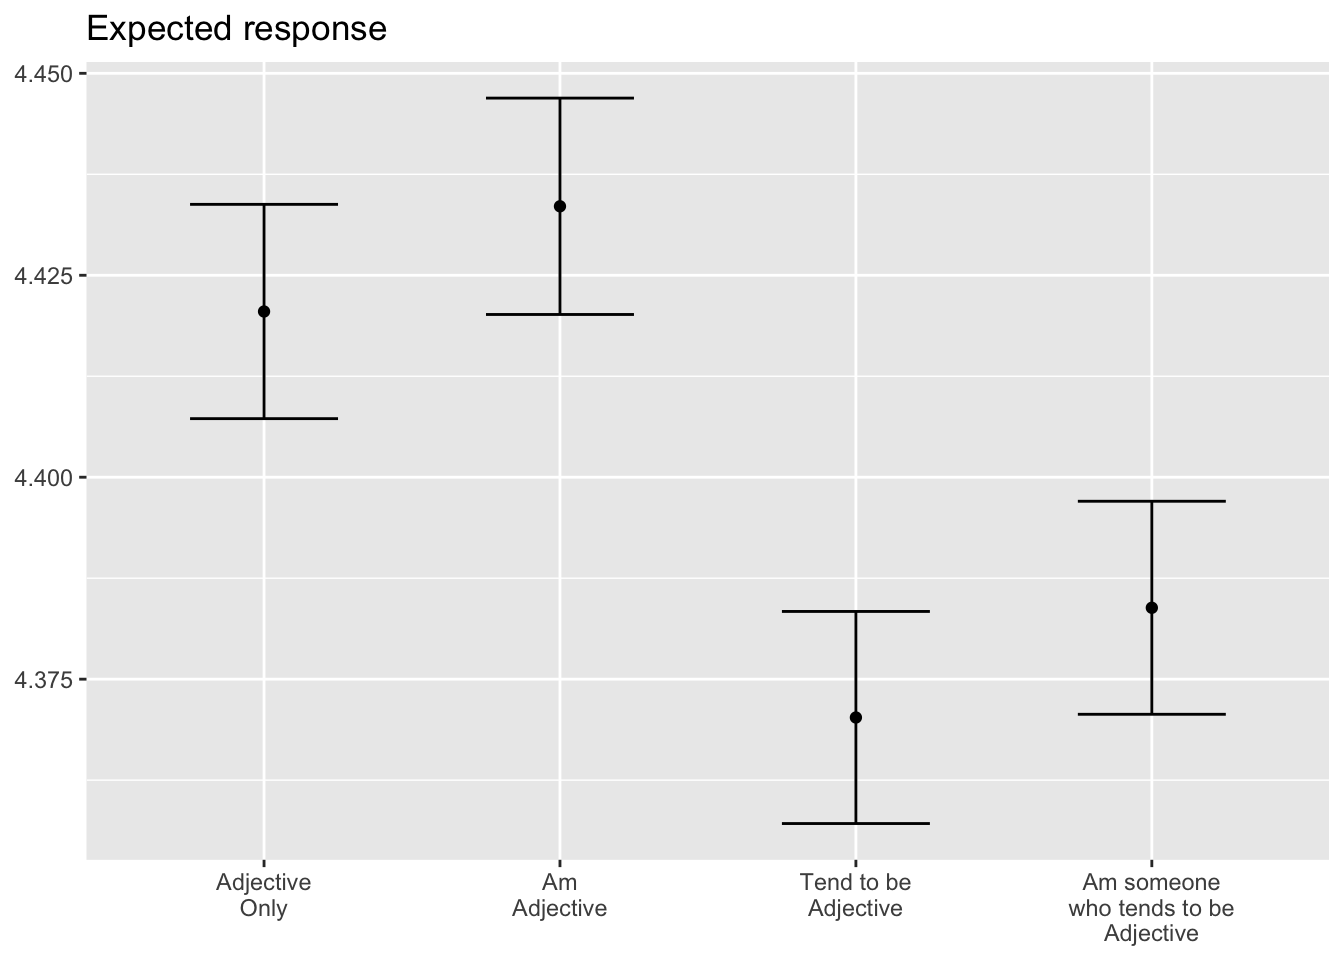 Expected response
4.450
4.425
4.400
4.375
Adjective
Only
Am
Adjective
Tend to be
Adjective
Am someone
who tends to be
Adjective